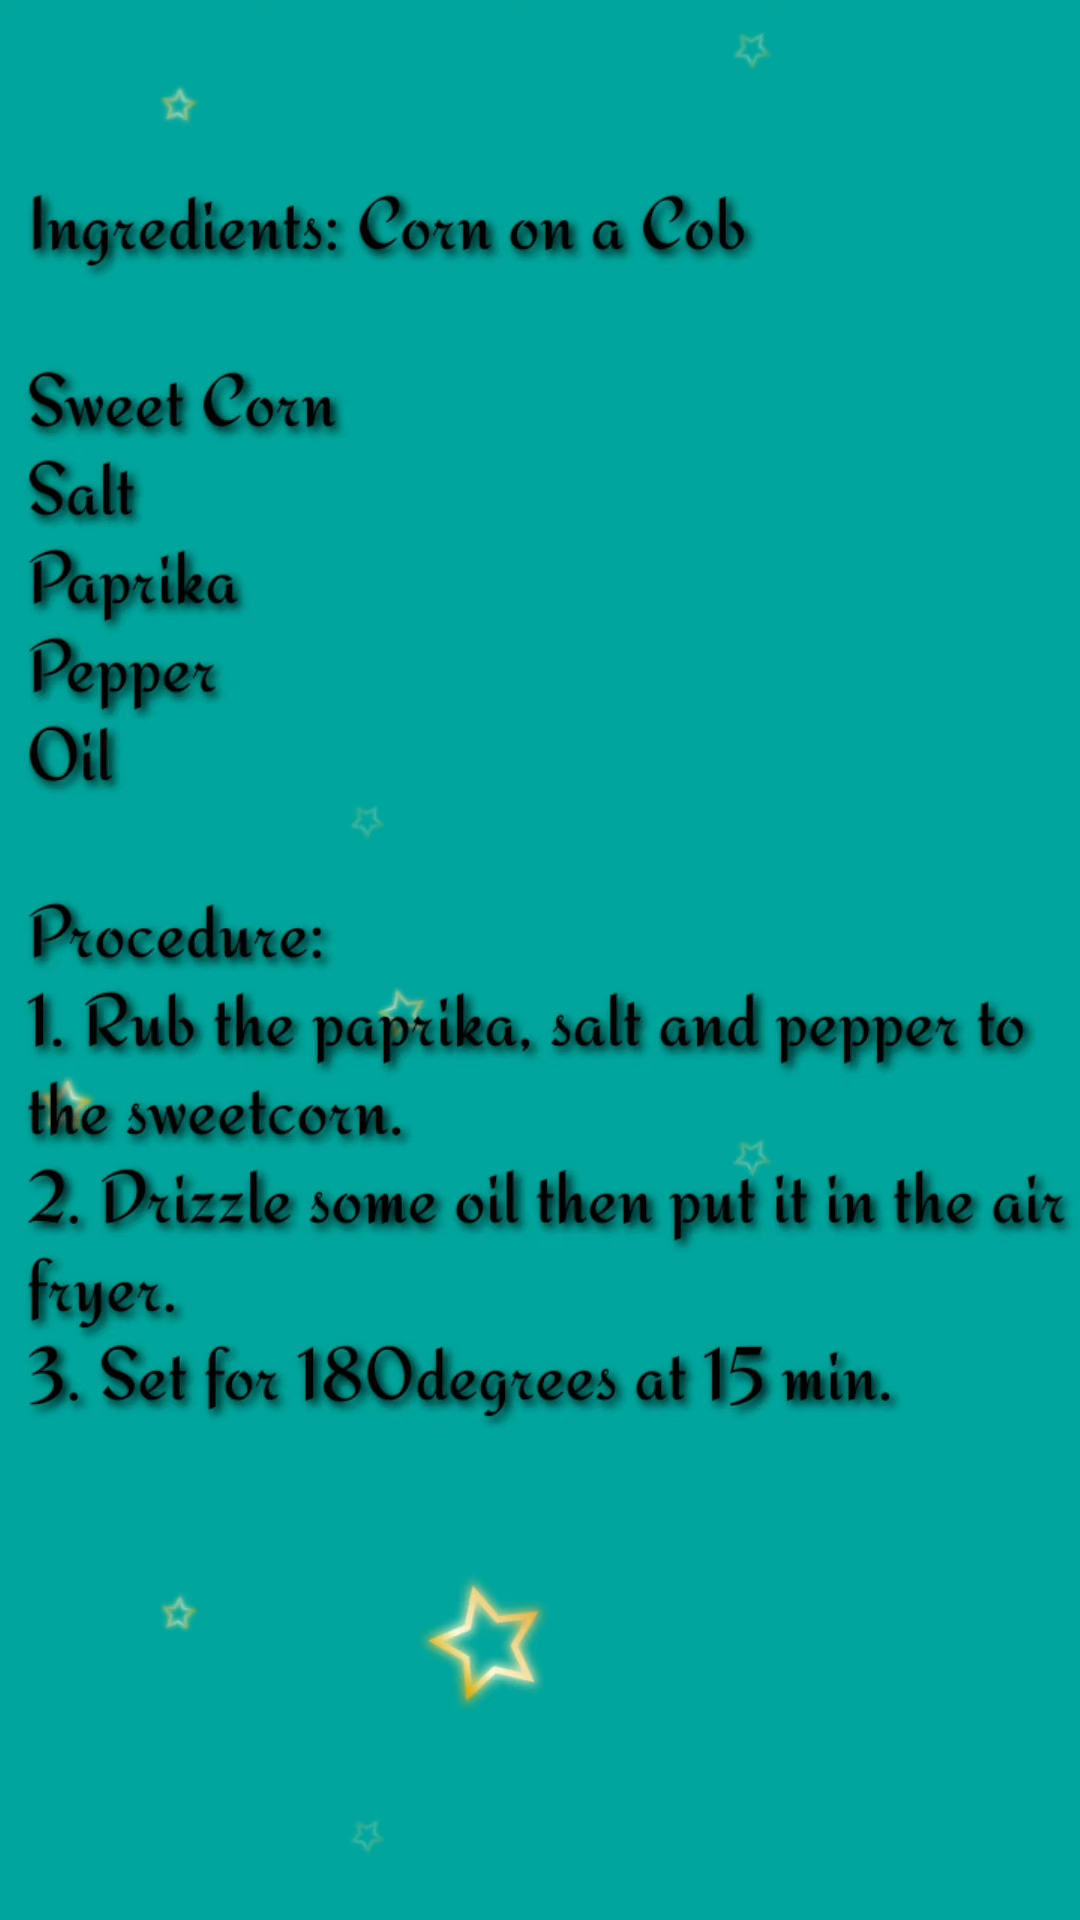 Ingredients: Corn on a Cob
Sweet Corn
Salt
Paprika
Pepper
Oil
Procedure:
1. Rub the paprika, salt and pepper to
the sweetcorn.
2. Drizzle some oil then put it in the air
fryer.
3. Set for 180degrees at 15 min.